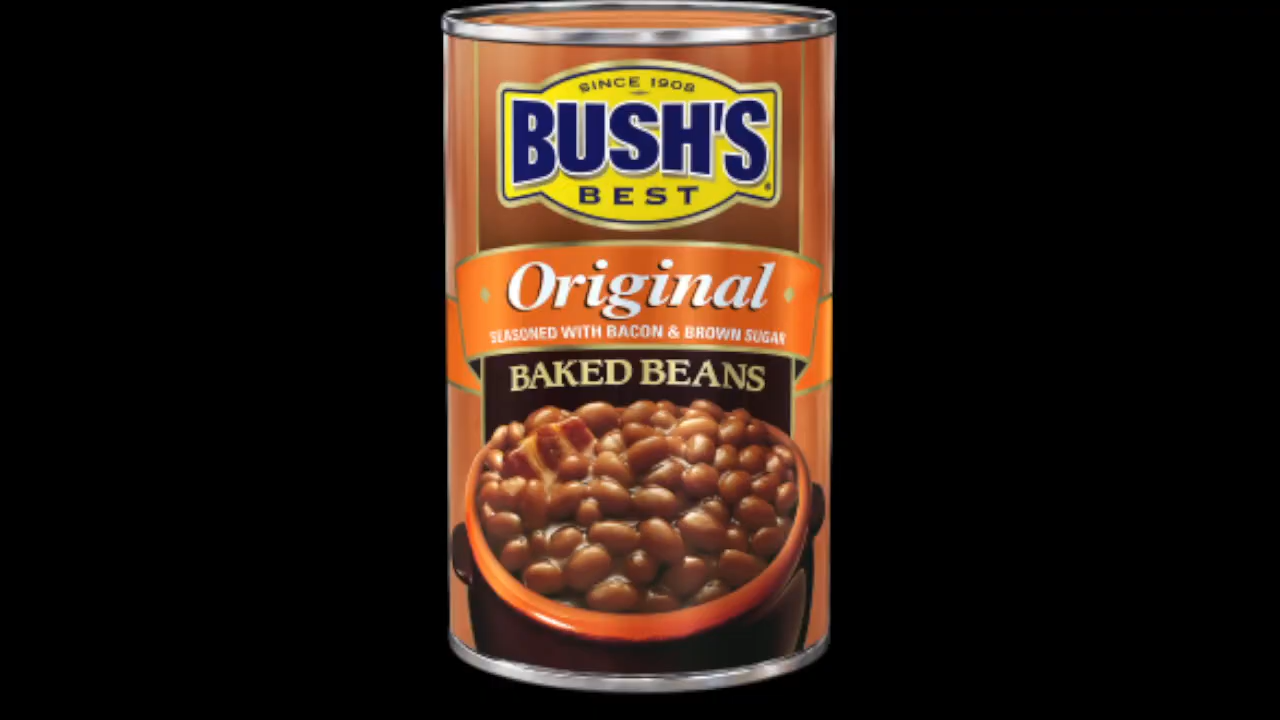 SINCE 1908
BUSH'S
BEST
Original
SEASONED WITH BACON & BROWN SUGAR
BAKED BEANS